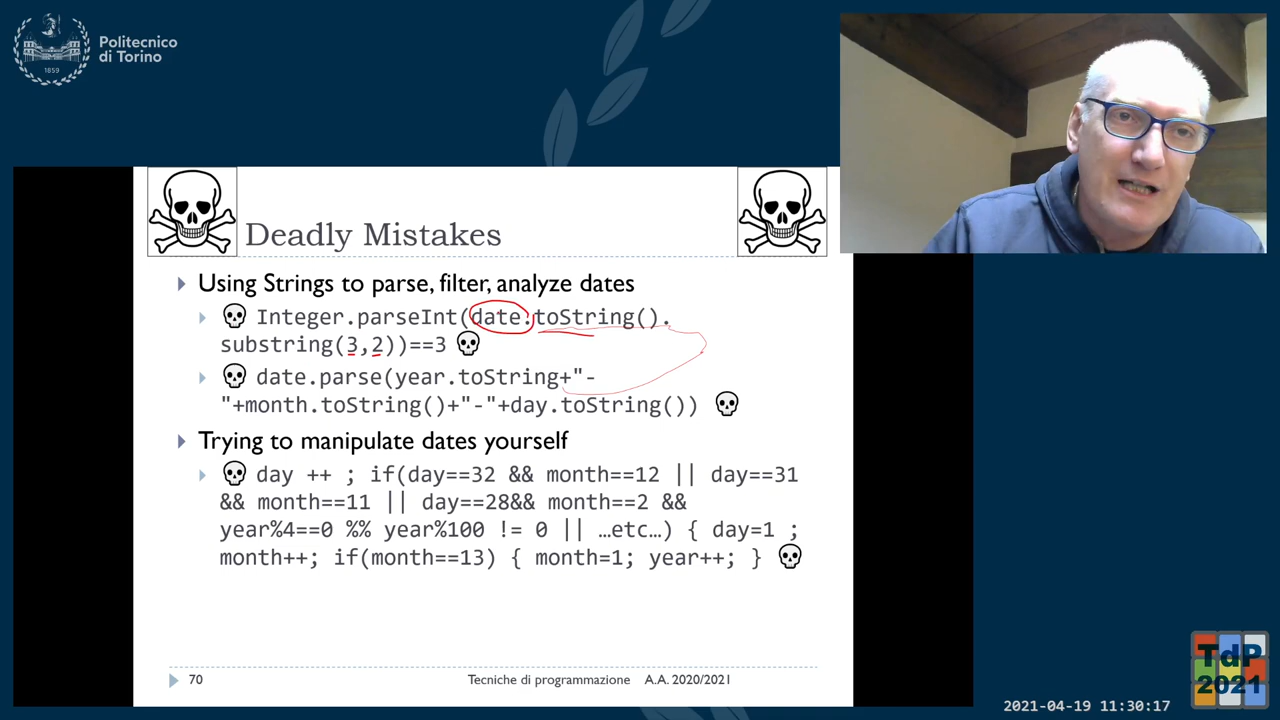 Politecnico
di Torino
1859
Deadly Mistakes
Using Strings to parse, filter, analyze dates
Integer.parseInt(date.toString().
substring(3,2))==3
date.parse(year.toString+"-
"+month.toString()+"-"+day.toString())
Trying to manipulate dates yourself
day ++ ; if(day==32 && month==12 || day==31
&& month==11 || day==28&& month==2 &&
year%4==0 %% year%100 != 0 || …etc…) { day=1 ;
month++; if(month==13) { month=1; year++; }
70
Tecniche di programmazione A.A. 2020/2021
TdP
2021
2021-04-19 11:30:17